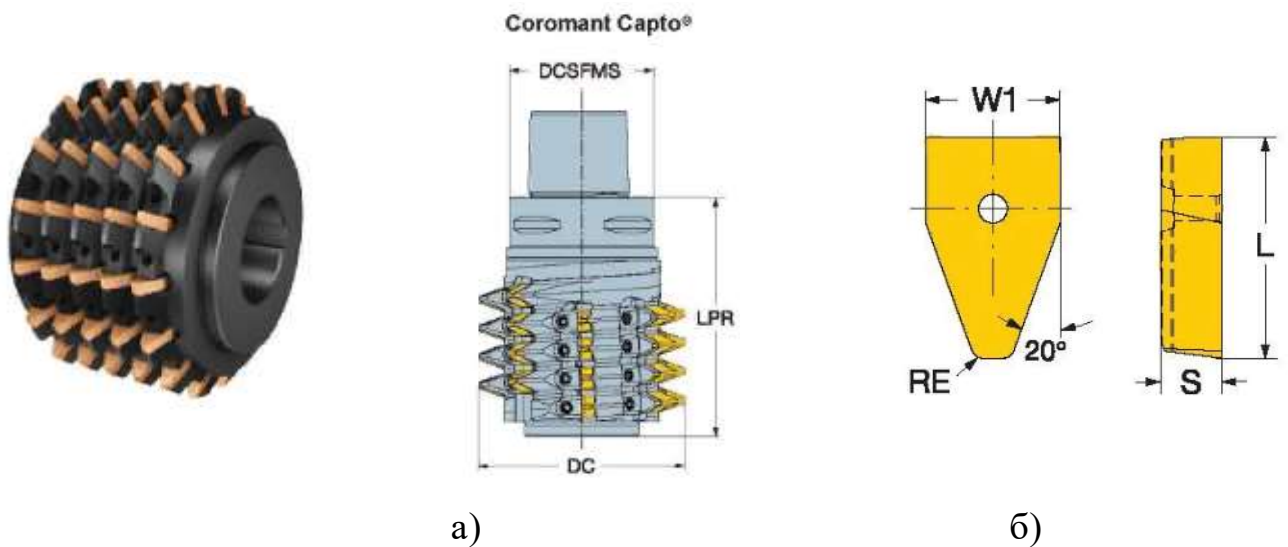 Coromant Capto®
DCSFMS
LPR
DC
W1
L
20°
RE
S
а)
б)